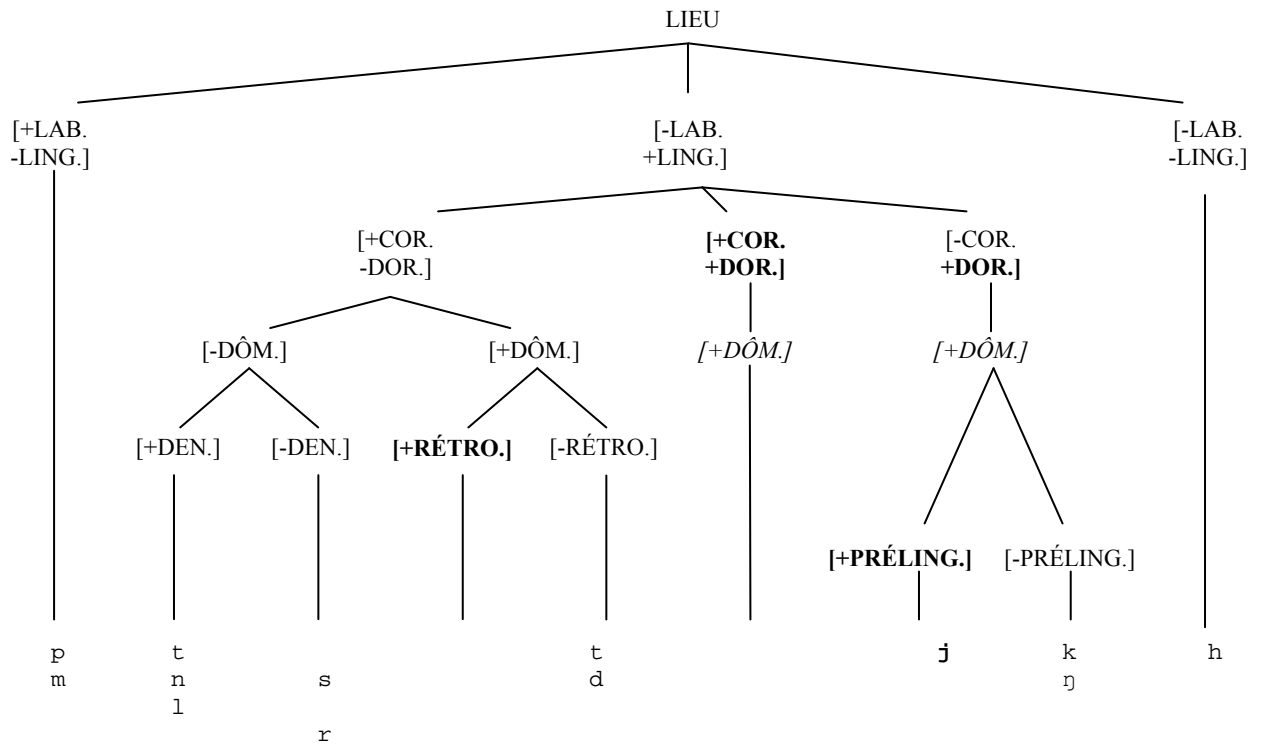 LIEU
[+LAB. [-LAB. [-LAB.
-LING.] +LING.] -LING.]
[+COR. [+COR. [-COR.
-DOR.] +DOR.] +DOR.]
[-DÔM.] [+DÔM.] [+DÔM.] [+DÔM.]
[+DEN.] [-DEN.] [+RÉTRO.] [-RÉTRO.]
[+PRÉLING.] [-PRÉLING.]
p t t j k h
m n s d ŋ
l
r